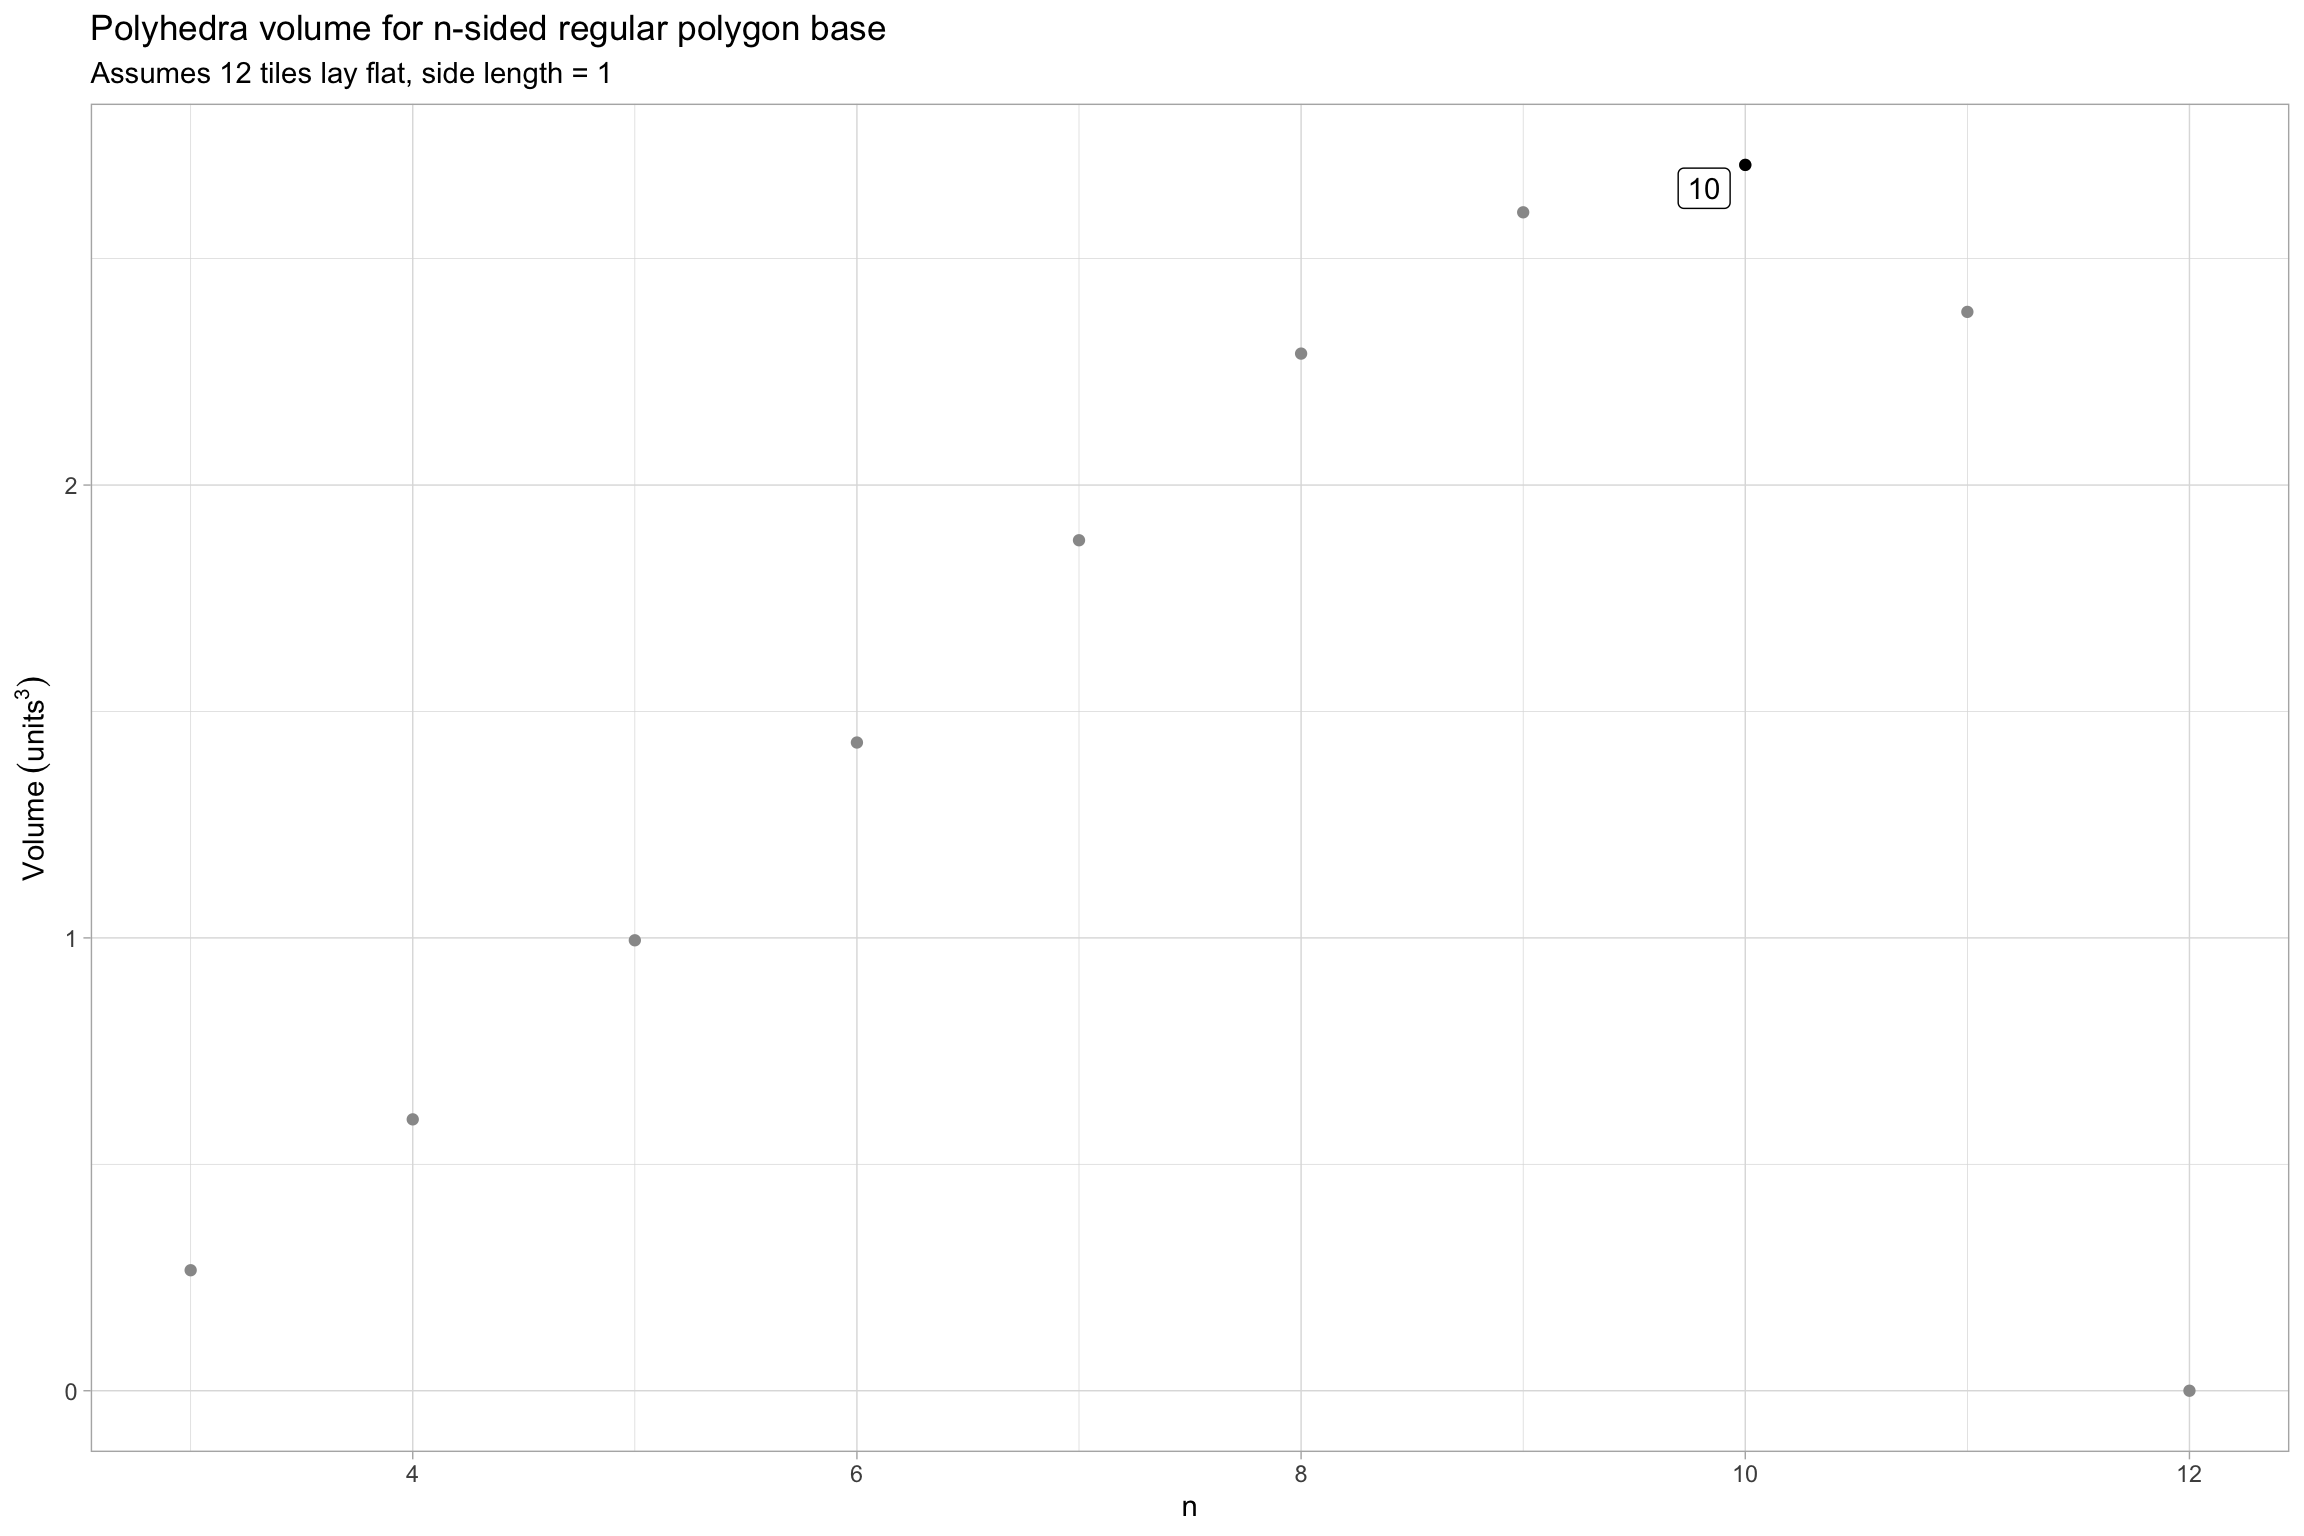 Polyhedra volume for n-sided regular polygon base
Assumes 12 tiles lay flat, side length = 1
Volume (units³)
2
1
0
10
4
6
8
10
12
n